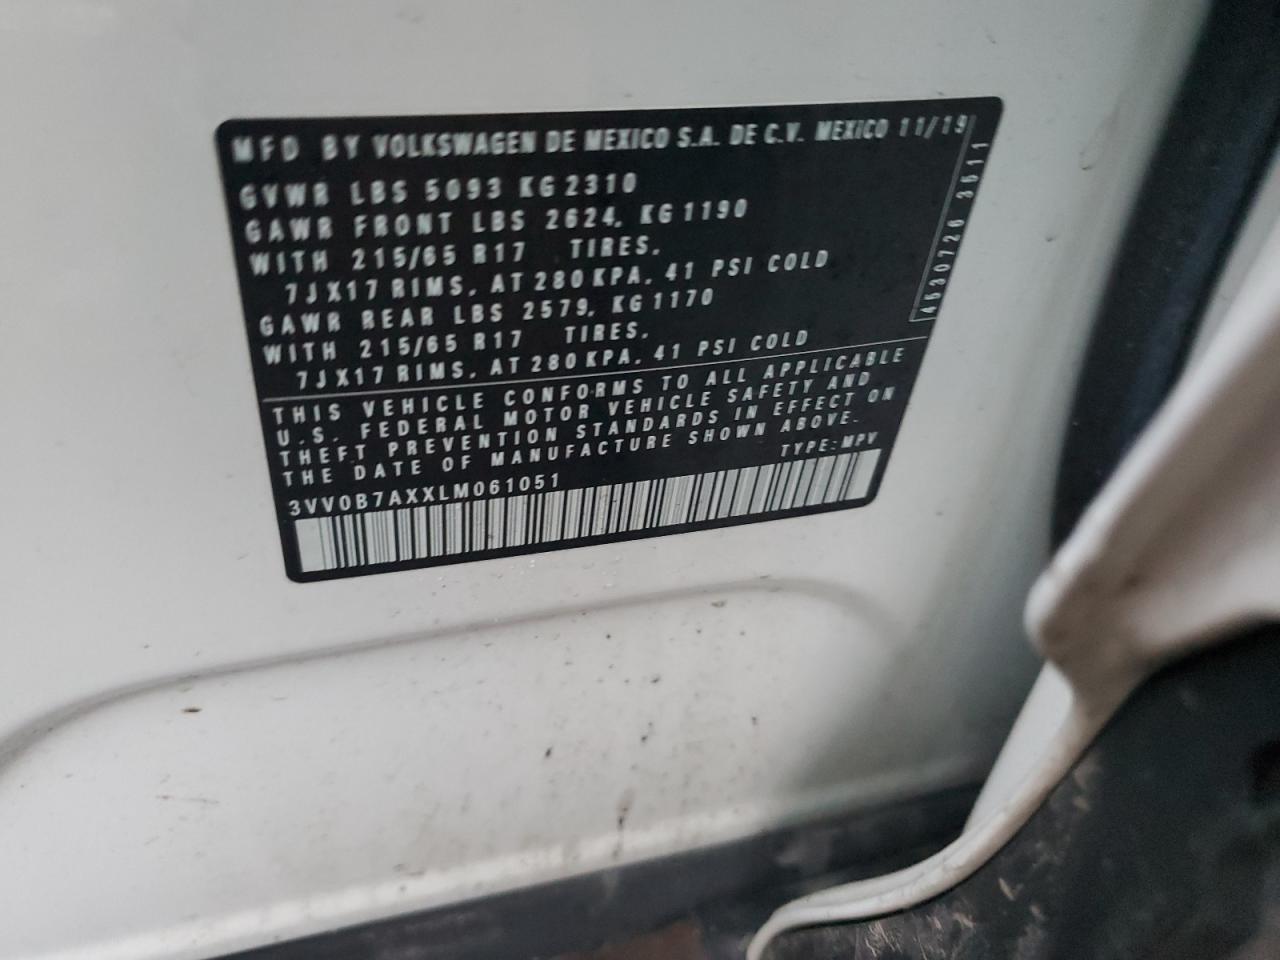 MFD BY VOLKSWAGEN DE MEXICO S.A. DE C.V. MEXICO 11/19
GVWR LBS 5093 KG 2310
GAWR FRONT LBS 2624, KG 1190
WITH 215/65 R17 TIRES,
7JX17 RIMS, AT 280 KPA, 41 PSI COLD
GAWR REAR LBS 2579, KG 1170
WITH 215/65 R17 TIRES,
7JX17 RIMS, AT 280 KPA, 41 PSI COLD
THIS VEHICLE CONFORMS TO ALL APPLICABLE
U.S. FEDERAL MOTOR VEHICLE SAFETY AND
THEFT PREVENTION STANDARDS IN EFFECT ON
THE DATE OF MANUFACTURE SHOWN ABOVE.
TYPE: MPV
3VV0B7AXXLM061051
4530726 3511